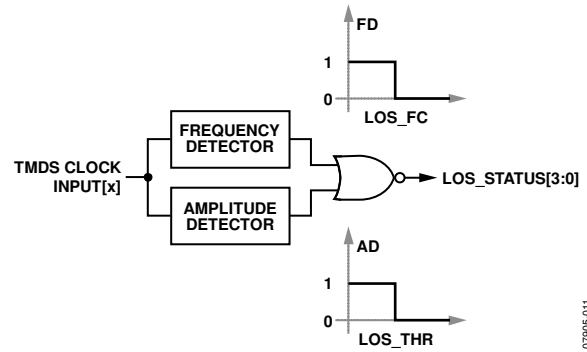 FD
1
0
LOS_FC
FREQUENCY
DETECTOR
TMDS CLOCK
INPUT[x]
LOS_STATUS[3:0]
AMPLITUDE
DETECTOR
AD
1
0
LOS_THR
07905-011